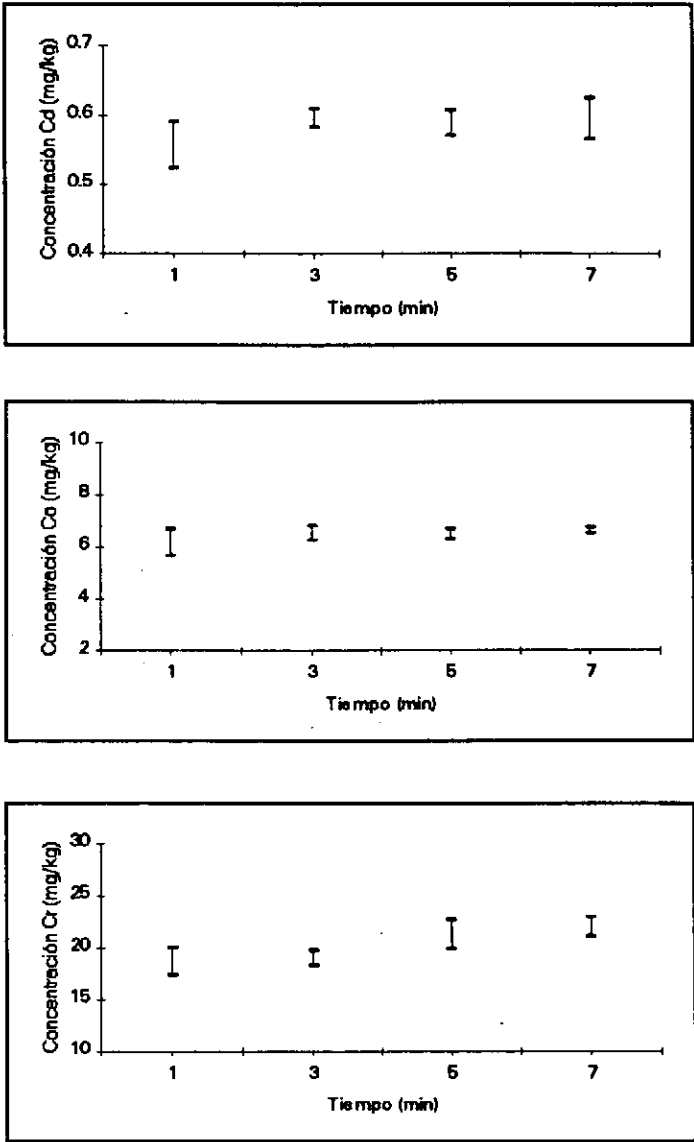 Concentración Cd (mg/kg)
0.7
0.6
0.5
0.4
1 3 5 7
Tiempo (min)
Concentración Co (mg/kg)
10
8
6
4
2
1 3 5 7
Tiempo (min)
Concentración Cr (mg/kg)
30
25
20
15
10
1 3 5 7
Tiempo (min)